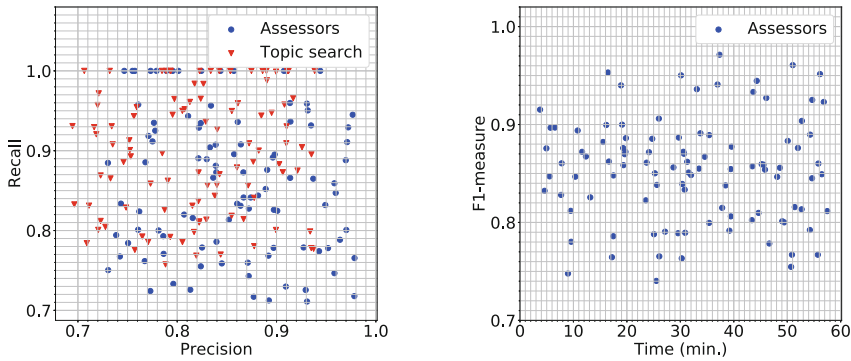 Assessors
Topic search
1.0
0.9
0.8
0.7
Recall
0.7
0.8
0.9
1.0
Precision
Assessors
1.0
0.9
0.8
0.7
F1-measure
0
10
20
30
40
50
60
Time (min.)